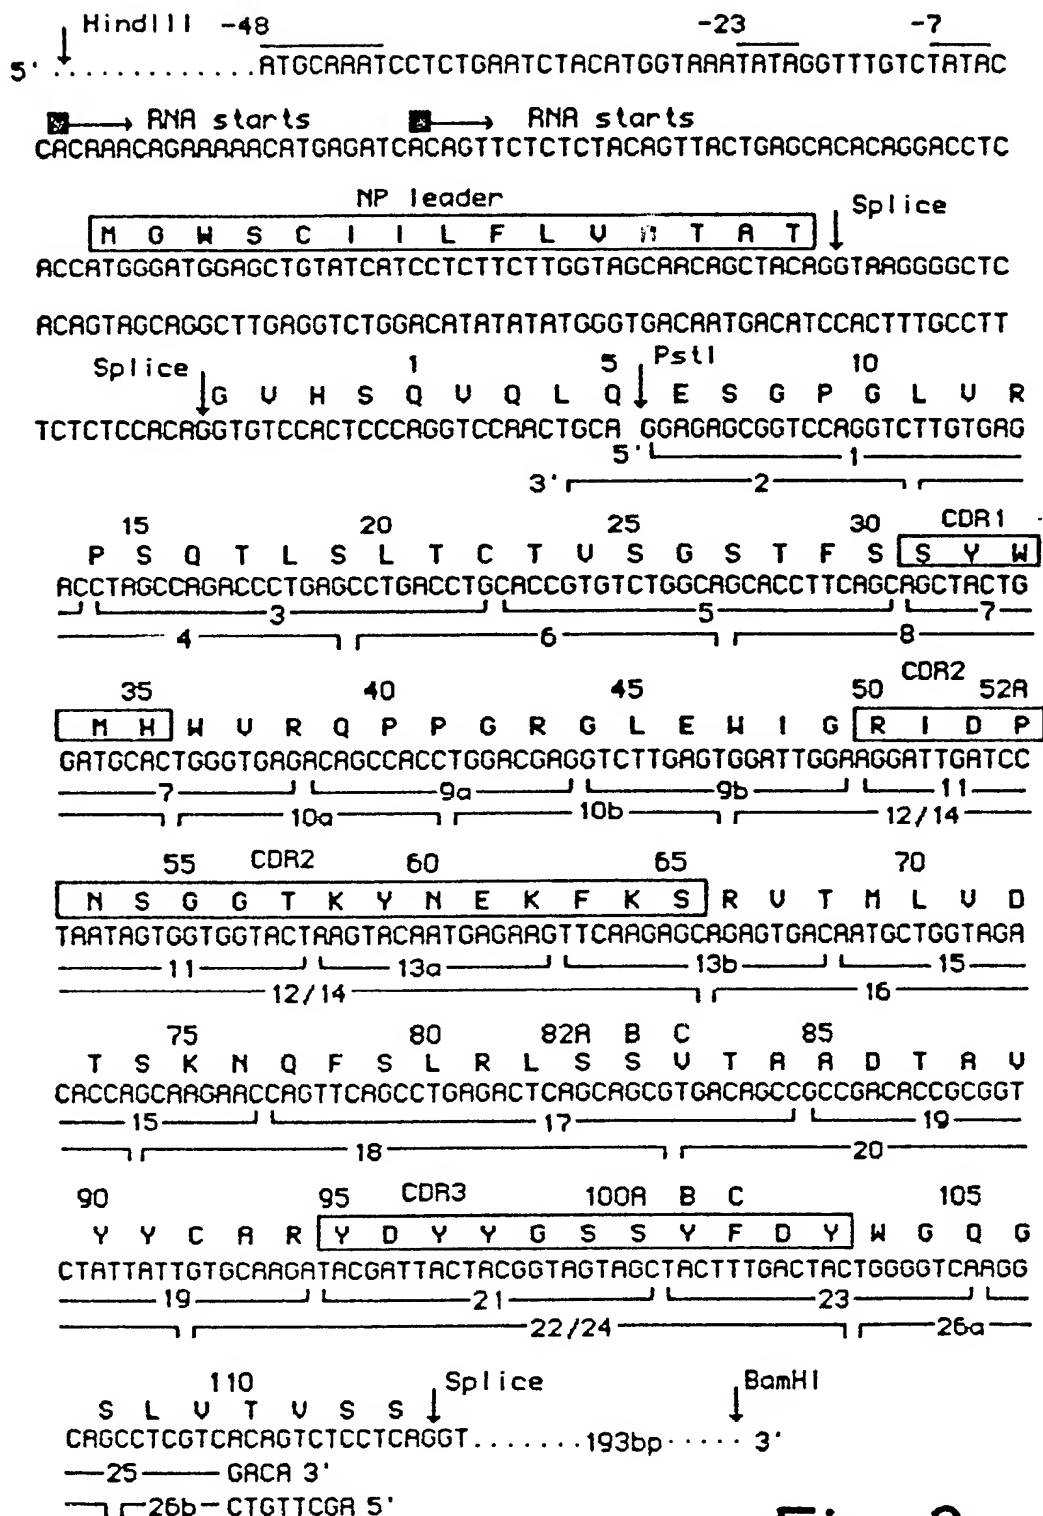 HindIII -48 -23 -7
5' .............ATGCAAATCCTCTGAATCTACATGGTAAATATAGGTTTGTCTATAC
RNA starts RNA starts
CACAAACAGAAAAACATGAGATCACAGTTCTCTCTACAGTTACTGAGCACACAGGACCTC
NP leader Splice
M G W S C I I L F L V T A T
ACCATGGGATGGAGCTGTATCATCCTCTTCTTGGTAGCAACAGCTACAGGTAAGGGGCTC
ACAGTAGCAGGCTTGAGGTCTGGACATATATATGGGTGACAATGACATCCACTTTGCCTT
Splice 1 5 PstI 10
G V H S Q V Q L Q E S G P G L V R
TCTCTCCACAGGTGTCCACTCCCAGGTCCAACTGCA GGAGAGCGGTCCAGGTCTTGTGAG
5' 1
3' 2
15 20 25 30 CDR1
P S Q T L S L T C T V S G S T F S S Y W
ACCTAGCCAGACCCTGAGCCTGACCTGCACCGTGTCTGGCAGCACCTTCAGCAGCTACTG
3 5 7
4 6 8
35 40 45 50 CDR2 52A
M H W V R Q P P G R G L E W I G R I D P
GATGCACTGGGTGAGACAGCCACCTGGACGAGGTCTTGAGTGGATTGGAAGGATTGATCC
7 9a 9b 11
10a 10b 12/14
55 CDR2 60 65 70
N S G G T K Y N E K F K S R V T M L V D
TAATAGTGGTGGTACTAAGTACAATGAGAAGTTCAAGAGCAGAGTGACAATGCTGGTAGA
11 13a 13b 15
12/14 16
75 80 82A B C 85
T S K N Q F S L R L S S V T A A D T A V
CACCAGCAAGAACCAGTTCAGCCTGAGACTCAGCAGCGTGACAGCCGCCGACACCGCGGT
15 17 19
18 20
90 95 CDR3 100A B C 105
Y Y C A R Y D Y Y G S S Y F D Y W G Q G
CTATTATTGTGCAAGATACGATTACTACGGTAGTAGCTACTTTGACTACTGGGGTCAAGG
19 21 23
22/24 26a
110 Splice BamHI
S L V T V S S
CAGCCTCGTCACAGTCTCCTCAGGT.......193bp..... 3'
25 GACA 3'
26b CTGTTCGA 5'